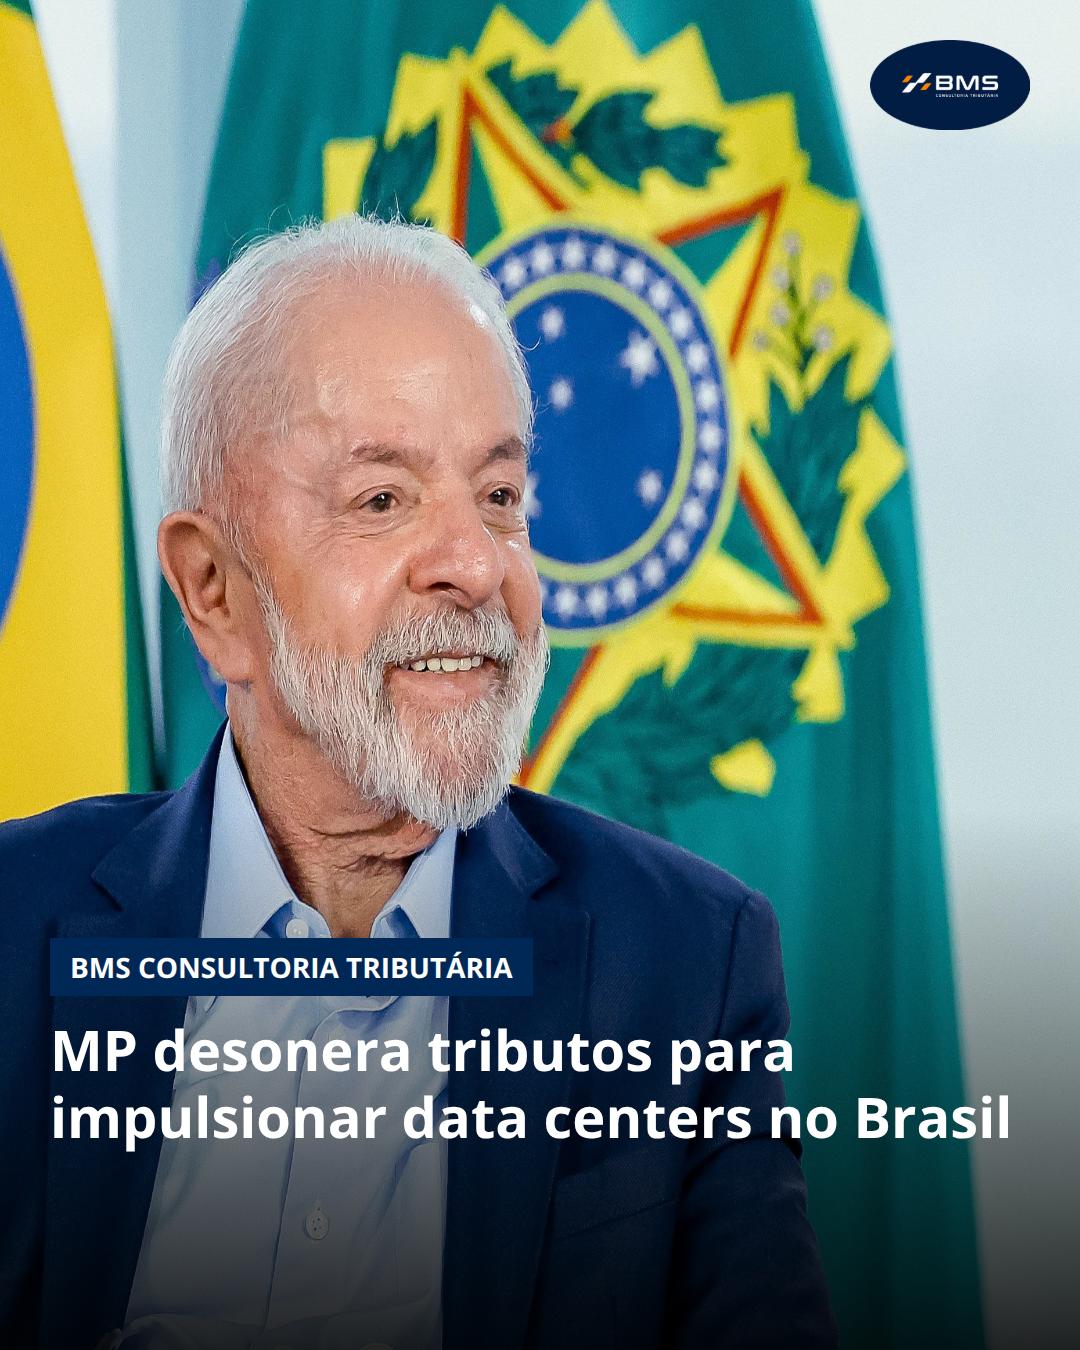 BMS
CONSULTORIA TRIBUTÁRIA
BMS CONSULTORIA TRIBUTÁRIA
MP desonera tributos para
impulsionar data centers no Brasil